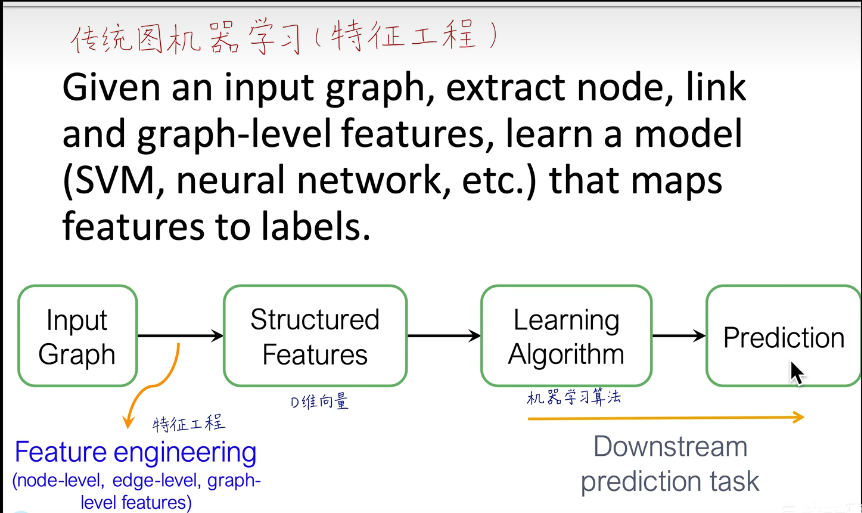 传统图机器学习(特征工程)
Given an input graph, extract node, link
and graph-level features, learn a model
(SVM, neural network, etc.) that maps
features to labels.
Input
Graph
Structured
Features
Learning
Algorithm
Prediction
D维向量
机器学习算法
特征工程
Feature engineering
(node-level, edge-level, graph-
level features)
Downstream
prediction task